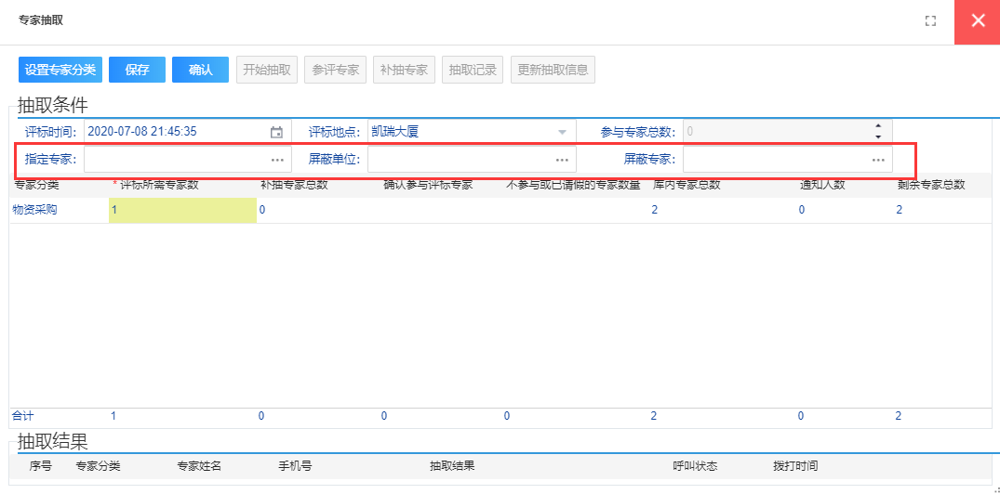 专家抽取
设置专家分类 保存 确认 开始抽取 参评专家 补抽专家 抽取记录 更新抽取信息
抽取条件
评标时间: 2020-07-08 21:45:35 评标地点: 凯瑞大厦 参与专家总数: 0
指定专家: 屏蔽单位: 屏蔽专家:
专家分类 * 评标所需专家数 补抽专家总数 确认参与评标专家 不参与或已请假的专家数量 库内专家总数 通知人数 剩余专家总数
物资采购 1 0 2 0 2
合计 1 0 0 0 2 0 2
抽取结果
序号 专家分类 专家姓名 手机号 抽取结果 呼叫状态 拨打时间